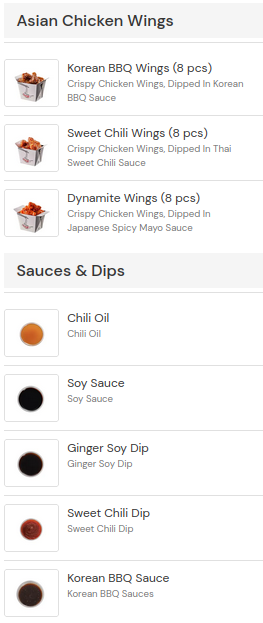 Asian Chicken Wings
Korean BBQ Wings (8 pcs)
Crispy Chicken Wings, Dipped In Korean
BBQ Sauce
Sweet Chili Wings (8 pcs)
Crispy Chicken Wings, Dipped In Thai
Sweet Chili Sauce
Dynamite Wings (8 pcs)
Crispy Chicken Wings, Dipped In
Japanese Spicy Mayo Sauce
Sauces & Dips
Chili Oil
Chili Oil
Soy Sauce
Soy Sauce
Ginger Soy Dip
Ginger Soy Dip
Sweet Chili Dip
Sweet Chili Dip
Korean BBQ Sauce
Korean BBQ Sauces